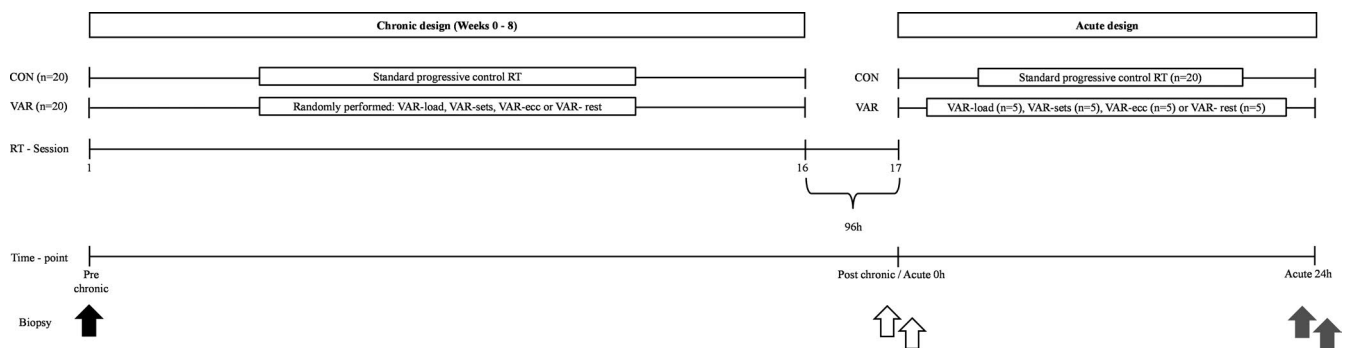 Chronic design (Weeks 0 - 8)
Acute design
CON (n=20)
Standard progressive control RT
CON
Standard progressive control RT (n=20)
VAR (n=20)
Randomly performed: VAR-load, VAR-sets, VAR-ecc or VAR- rest
VAR
VAR-load (n=5), VAR-sets (n=5), VAR-ecc (n=5) or VAR- rest (n=5)
RT - Session
1
16
17
96h
Time - point
Pre
chronic
Post chronic / Acute 0h
Acute 24h
Biopsy